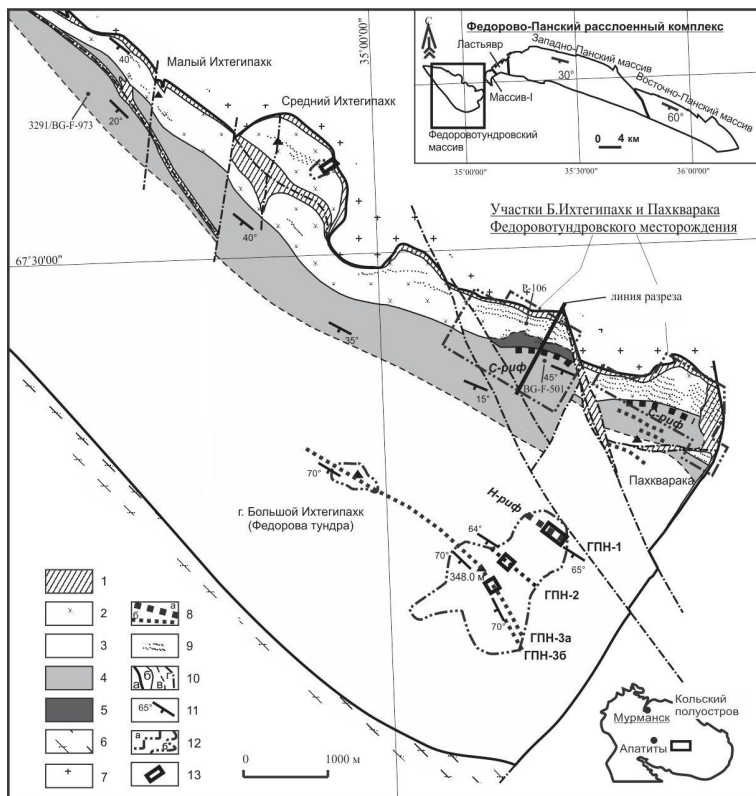 Федорово-Панский расслоенный комплекс
С
Ластьявр
Западно-Панский массив
30°
Восточно-Панский массив
60°
Массив-I
Федоровотундровский
массив
0 4 км
35°00'00"
35°30'00"
36°00'00"
40°
Малый Ихтегипахк
35°00'00"
Средний Ихтегипахк
3291/BG-F-973
20°
40°
67°30'00"
Участки Б.Ихтегипахк и Пахкварака
Федоровотундровского месторождения
Р-106
линия разреза
35°
С-риф
45°
BG-F-501
15°
С-риф
Пахкварака
70°
г. Большой Ихтегипахк
(Федорова тундра)
Н-риф
64°
ГПН-1
65°
70°
348.0 м
ГПН-2
70°
ГПН-3а
ГПН-3б
1
2
3
4
5
6
7
а
б
8
9
а
б
в
г
10
65°
11
а
б
12
13
0 1000 м
Кольский
полуостров
Мурманск
Апатиты